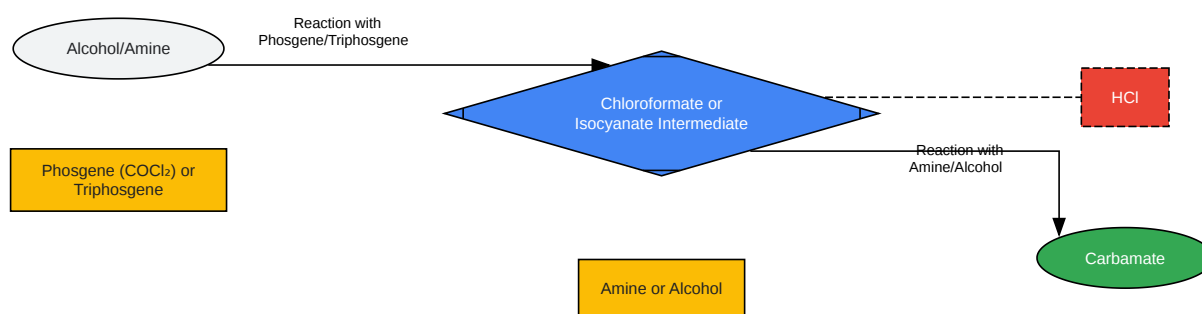 Reaction with
Phosgene/Triphosgene
Alcohol/Amine
Chloroformate or
Isocyanate Intermediate
HCl
Reaction with
Amine/Alcohol
Phosgene (COCl₂) or
Triphosgene
Carbamate
Amine or Alcohol